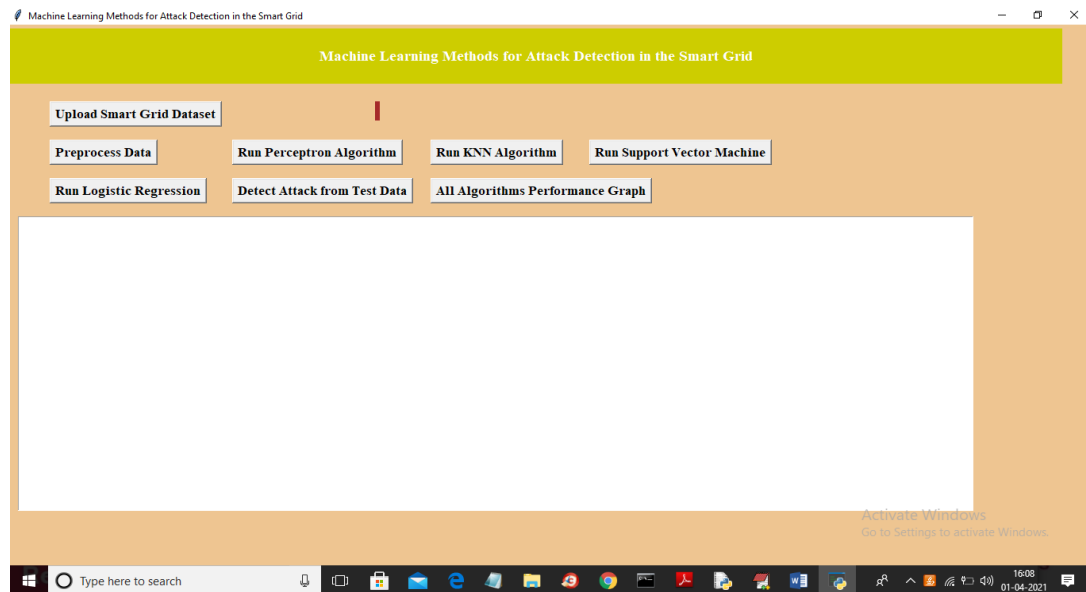 Machine Learning Methods for Attack Detection in the Smart Grid
Machine Learning Methods for Attack Detection in the Smart Grid
Upload Smart Grid Dataset
Preprocess Data
Run Perceptron Algorithm
Run KNN Algorithm
Run Support Vector Machine
Run Logistic Regression
Detect Attack from Test Data
All Algorithms Performance Graph
Activate Windows
Go to Settings to activate Windows.
Type here to search
16:08
01-04-2021